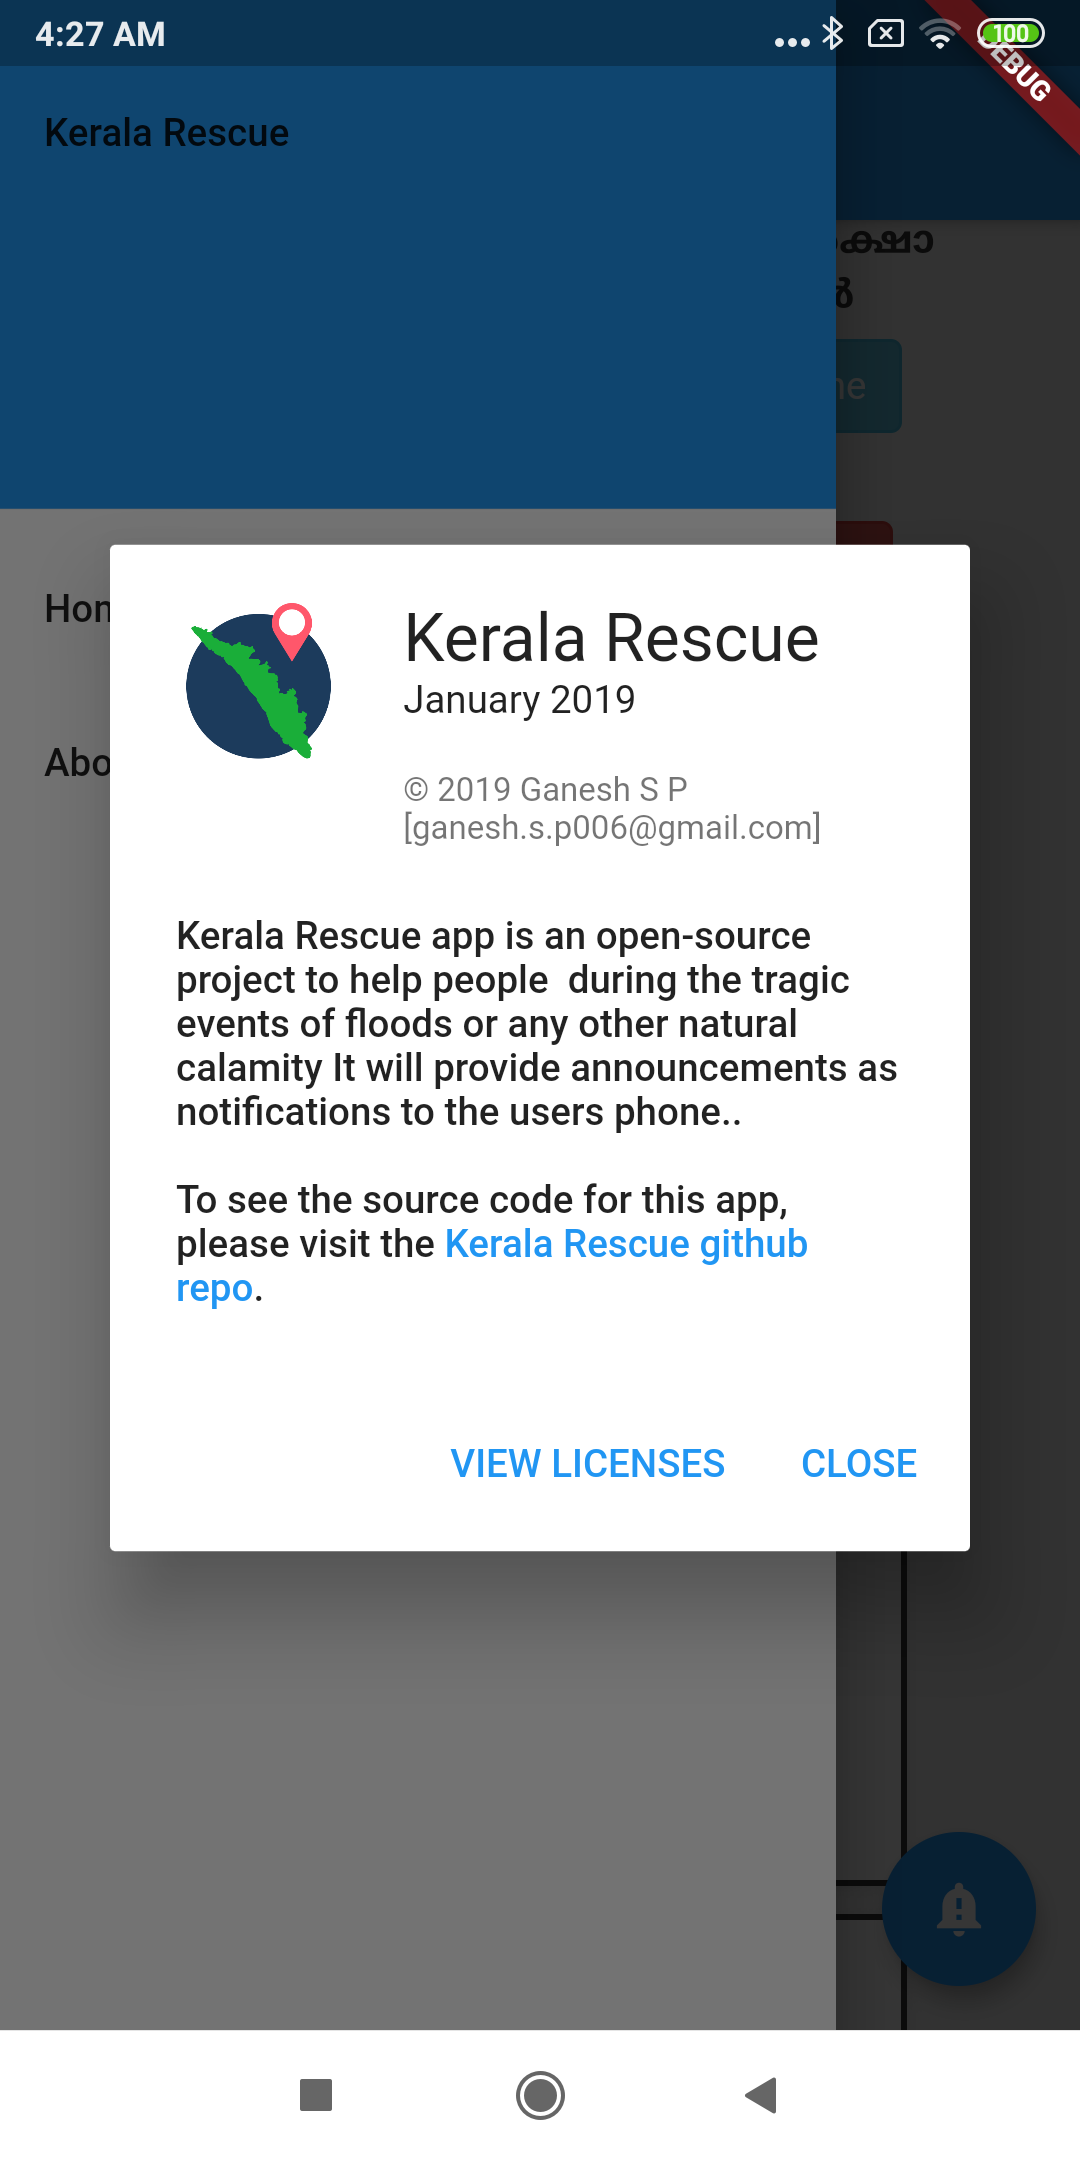 4:27 AM
100
DEBUG
Kerala Rescue
Kerala Rescue
January 2019
© 2019 Ganesh S P
[ganesh.s.p006@gmail.com]
Kerala Rescue app is an open-source
project to help people  during the tragic
events of floods or any other natural
calamity It will provide announcements as
notifications to the users phone..
To see the source code for this app,
please visit the Kerala Rescue github
repo.
VIEW LICENSES
CLOSE